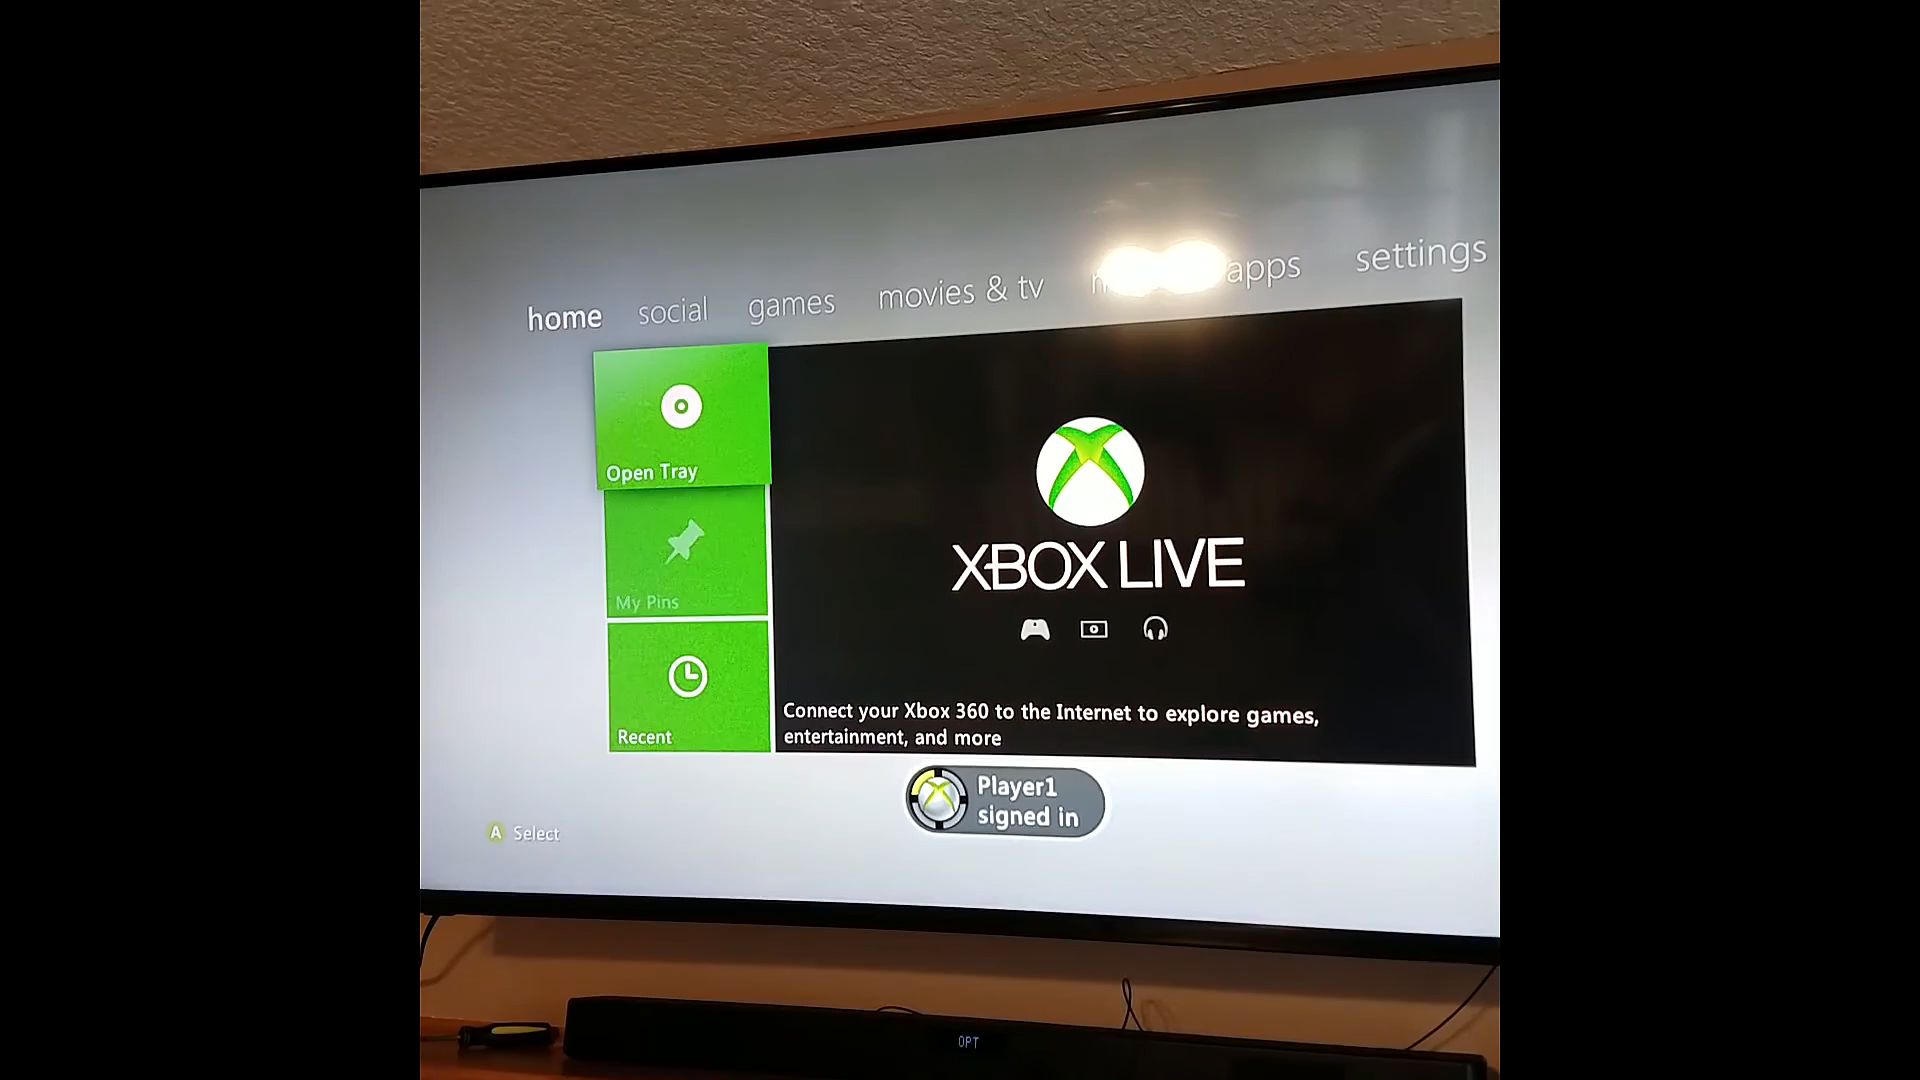 home social games movies & tv apps settings
Open Tray
My Pins
Recent
XBOX LIVE
Connect your Xbox 360 to the Internet to explore games,
entertainment, and more
Player1
signed in
A Select
OPT